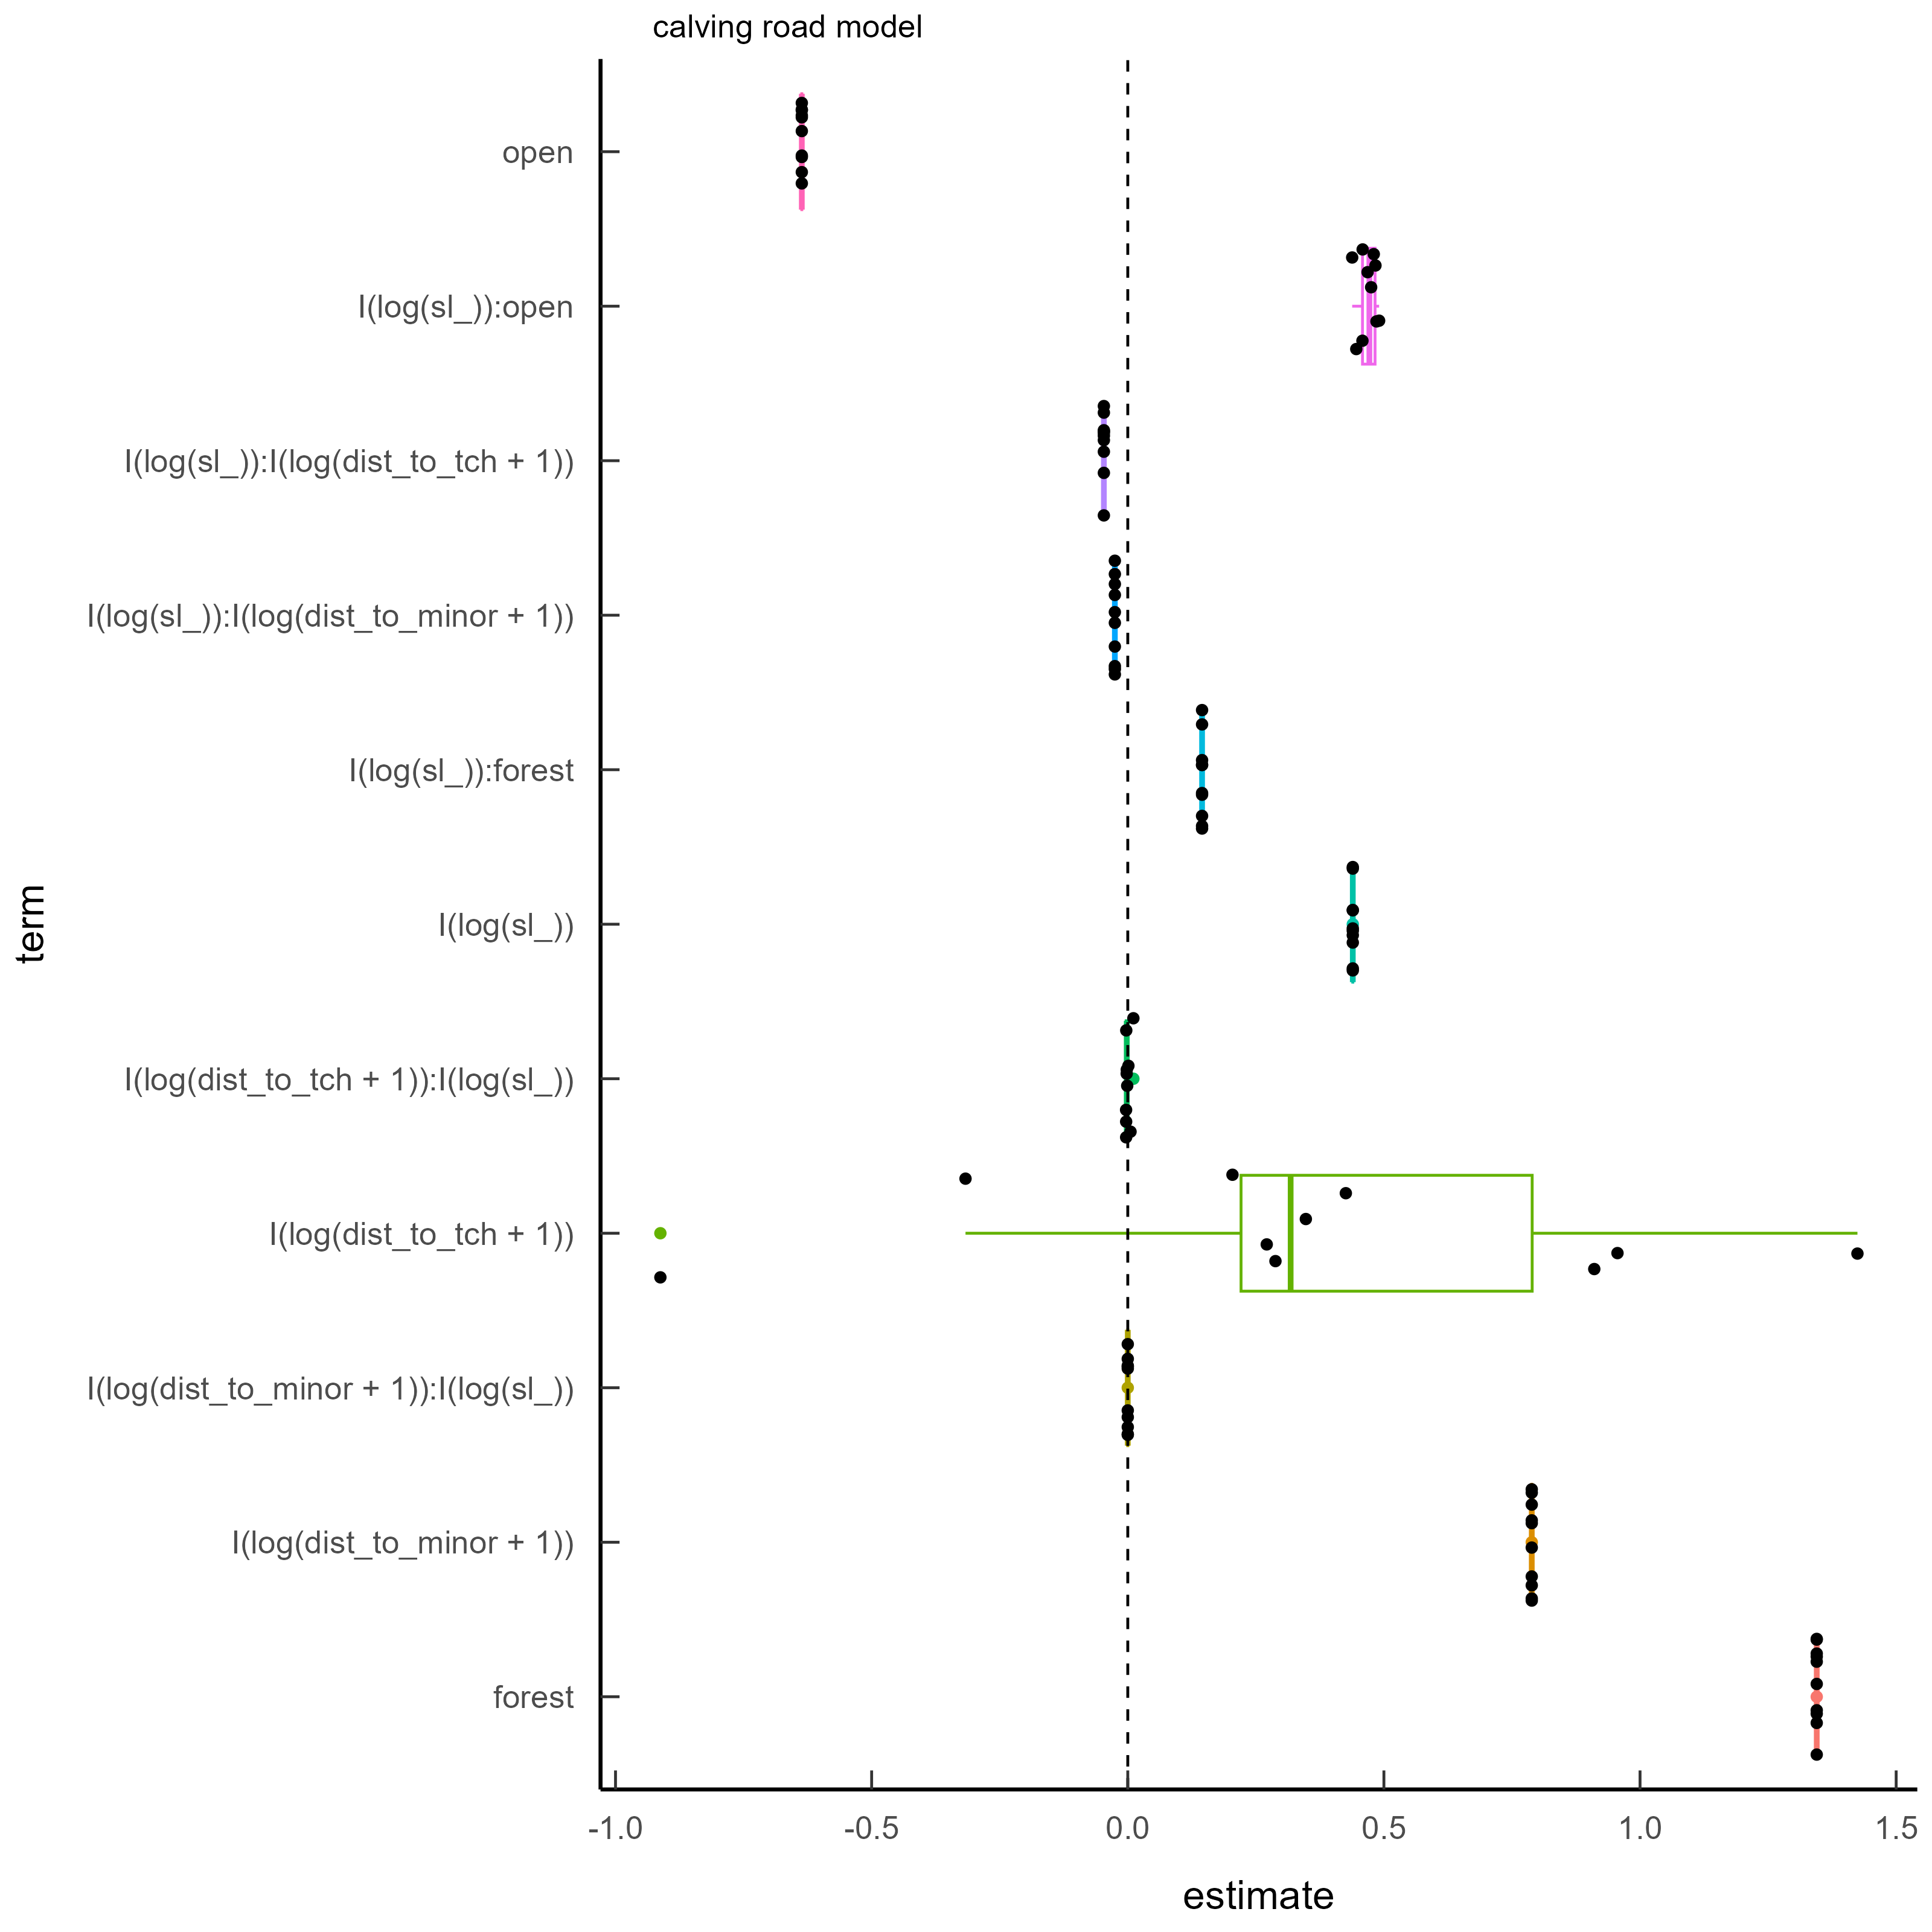 calving road model
open
I(log(sl_)):open
I(log(sl_)):I(log(dist_to_tch + 1))
I(log(sl_)):I(log(dist_to_minor + 1))
I(log(sl_)):forest
I(log(sl_))
I(log(dist_to_tch + 1)):I(log(sl_))
I(log(dist_to_tch + 1))
I(log(dist_to_minor + 1)):I(log(sl_))
I(log(dist_to_minor + 1))
forest
term
-1.0 -0.5 0.0 0.5 1.0 1.5
estimate